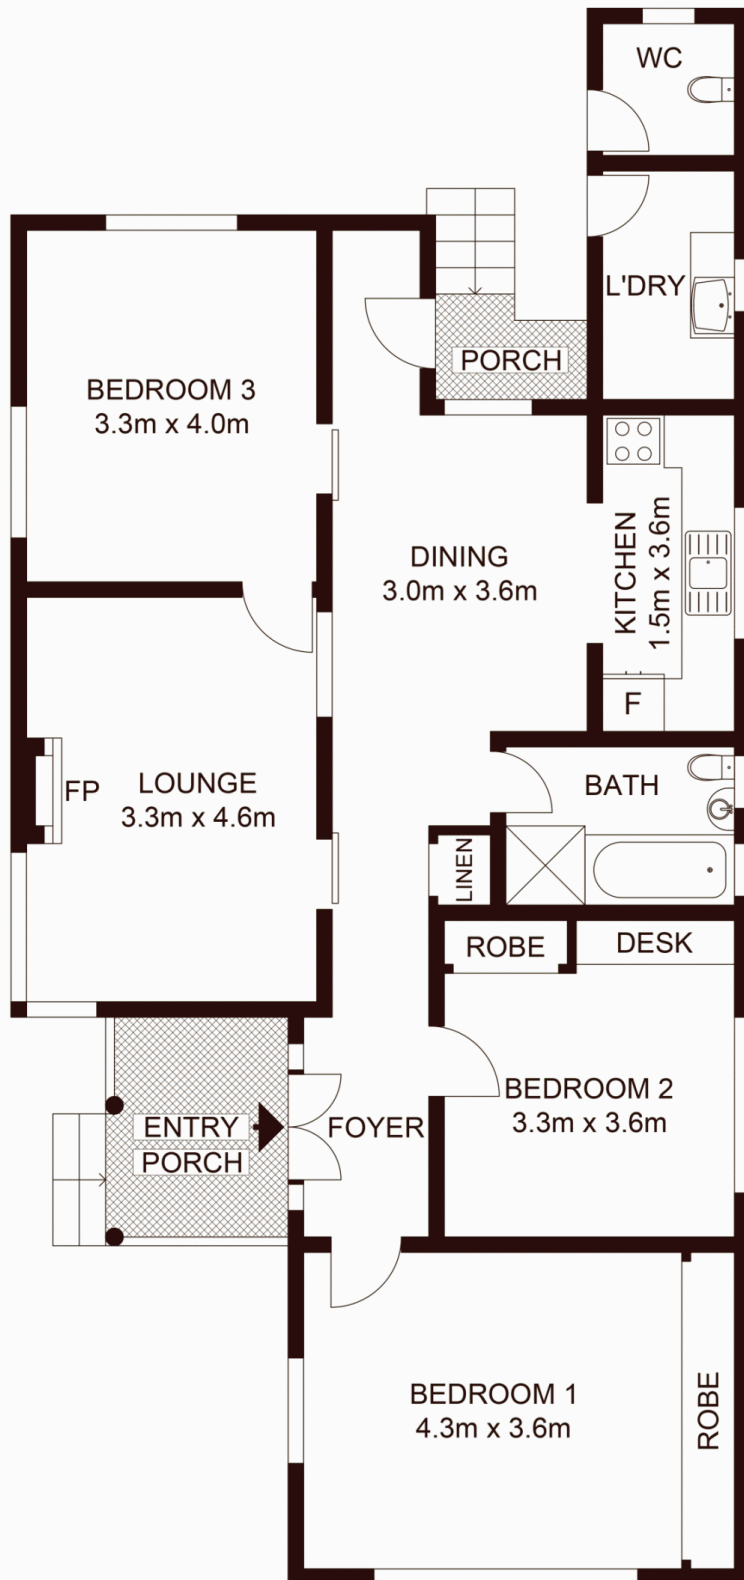 WC
L'DRY
PORCH
BEDROOM 3
3.3m x 4.0m
DINING
3.0m x 3.6m
KITCHEN
1.5m x 3.6m
F
LOUNGE
3.3m x 4.6m
FP
BATH
LINEN
ROBE
DESK
BEDROOM 2
3.3m x 3.6m
ENTRY
PORCH
FOYER
BEDROOM 1
4.3m x 3.6m
ROBE